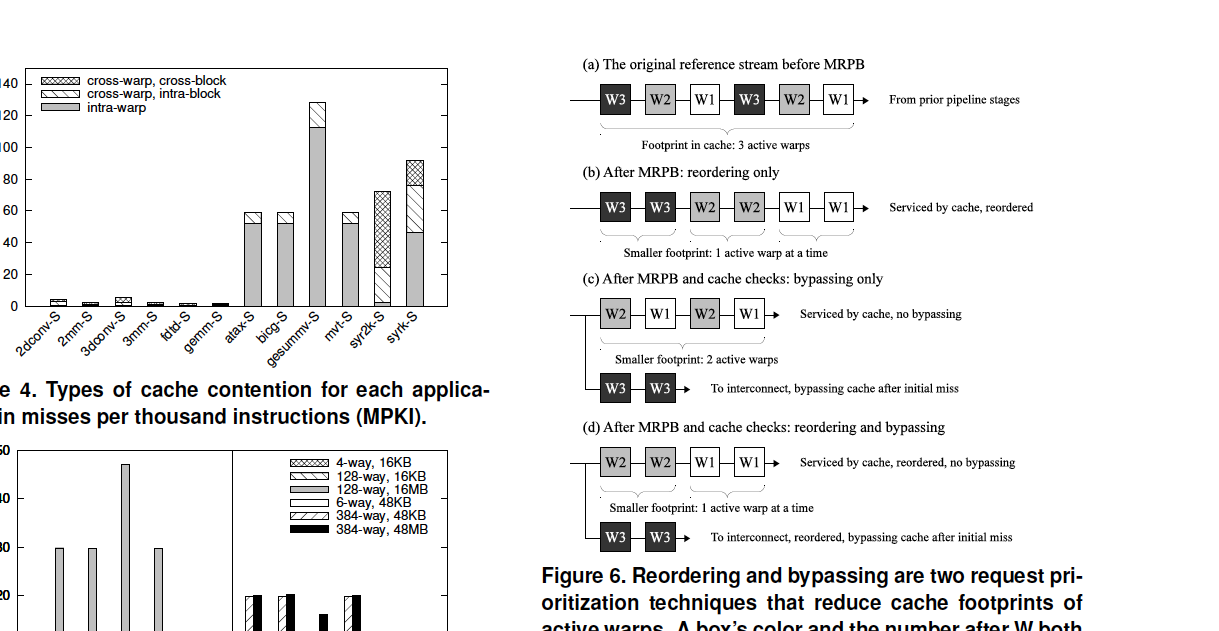 140
120
100
80
60
40
20
0
cross-warp, cross-block
cross-warp, intra-block
intra-warp
2dconv-S
2mm-S
3dconv-S
3mm-S
fdtd-S
gemm-S
atax-S
bicg-S
gesummv-S
mvt-S
syr2k-S
syrk-S
e 4. Types of cache contention for each applica-
in misses per thousand instructions (MPKI).
50
40
30
20
4-way, 16KB
128-way, 16KB
128-way, 16MB
6-way, 48KB
384-way, 48KB
384-way, 48MB
(a) The original reference stream before MRPB
W3 W2 W1 W3 W2 W1 From prior pipeline stages
Footprint in cache: 3 active warps
(b) After MRPB: reordering only
W3 W3 W2 W2 W1 W1 Serviced by cache, reordered
Smaller footprint: 1 active warp at a time
(c) After MRPB and cache checks: bypassing only
W2 W1 W2 W1 Serviced by cache, no bypassing
Smaller footprint: 2 active warps
W3 W3 To interconnect, bypassing cache after initial miss
(d) After MRPB and cache checks: reordering and bypassing
W2 W2 W1 W1 Serviced by cache, reordered, no bypassing
Smaller footprint: 1 active warp at a time
W3 W3 To interconnect, reordered, bypassing cache after initial miss
Figure 6. Reordering and bypassing are two request pri-
oritization techniques that reduce cache footprints of
active warps. A box's color and the number after W both